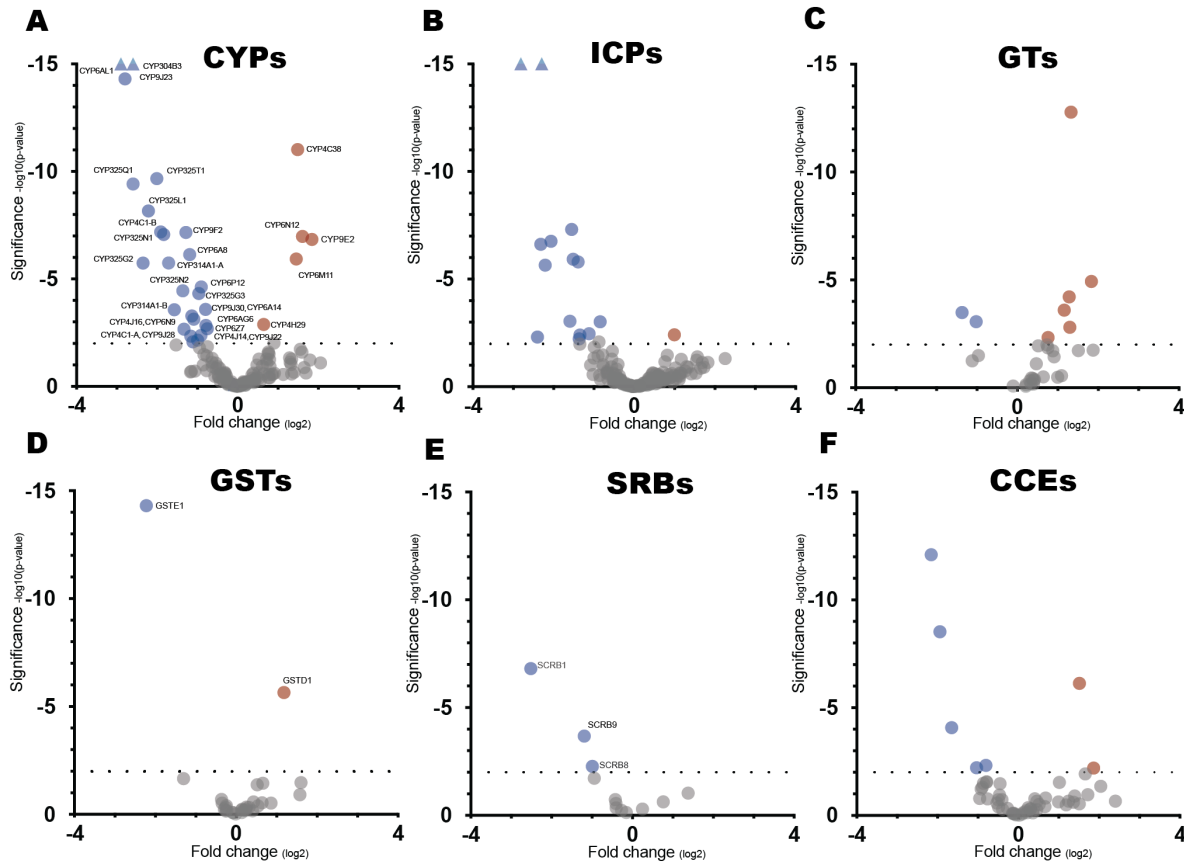 A
CYPs
Significance -log10(p-value)
-15
-10
-5
0
CYP6AL1
CYP304B3
CYP9J23
CYP4C38
CYP325Q1
CYP325T1
CYP325L1
CYP4C1-B
CYP9F2
CYP325N1
CYP6N12
CYP9E2
CYP6A8
CYP325G2
CYP314A1-A
CYP6M11
CYP325N2
CYP6P12
CYP325G3
CYP314A1-B
CYP9J30, CYP6A14
CYP4J16, CYP6N9
CYP6AG6
CYP4H29
CYP6Z7
CYP4C1-A, CYP9J28
CYP4J14, CYP9J22
-4
0
4
Fold change (log2)
B
ICPs
Significance -log10(p-value)
-15
-10
-5
0
-4
0
4
Fold change (log2)
C
GTs
Significance -log10(p-value)
-15
-10
-5
0
-4
0
4
Fold change (log2)
D
GSTs
Significance -log10(p-value)
-15
-10
-5
0
GSTE1
GSTD1
-4
0
4
Fold change (log2)
E
SRBs
Significance -log10(p-value)
-15
-10
-5
0
SCRB1
SCRB9
SCRB8
-4
0
4
Fold change (log2)
F
CCEs
Significance -log10(p-value)
-15
-10
-5
0
-4
0
4
Fold change (log2)